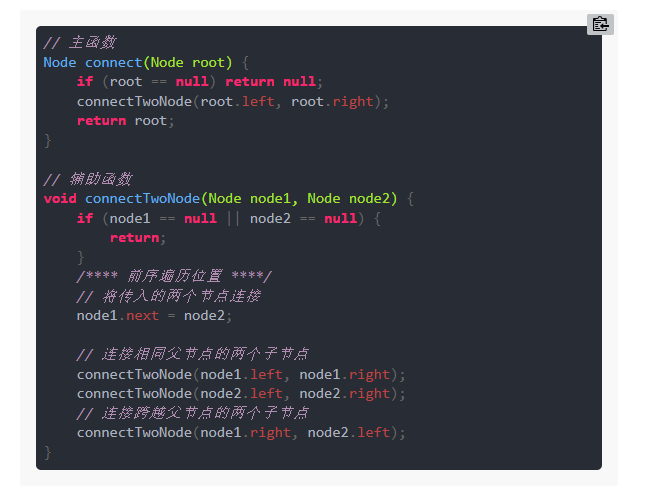 // 主函数
Node connect(Node root) {
    if (root == null) return null;
    connectTwoNode(root.left, root.right);
    return root;
}

// 辅助函数
void connectTwoNode(Node node1, Node node2) {
    if (node1 == null || node2 == null) {
        return;
    }
    /**** 前序遍历位置 ****/
    // 将传入的两个节点连接
    node1.next = node2;

    // 连接相同父节点的两个子节点
    connectTwoNode(node1.left, node1.right);
    connectTwoNode(node2.left, node2.right);
    // 连接跨越父节点的两个子节点
    connectTwoNode(node1.right, node2.left);
}